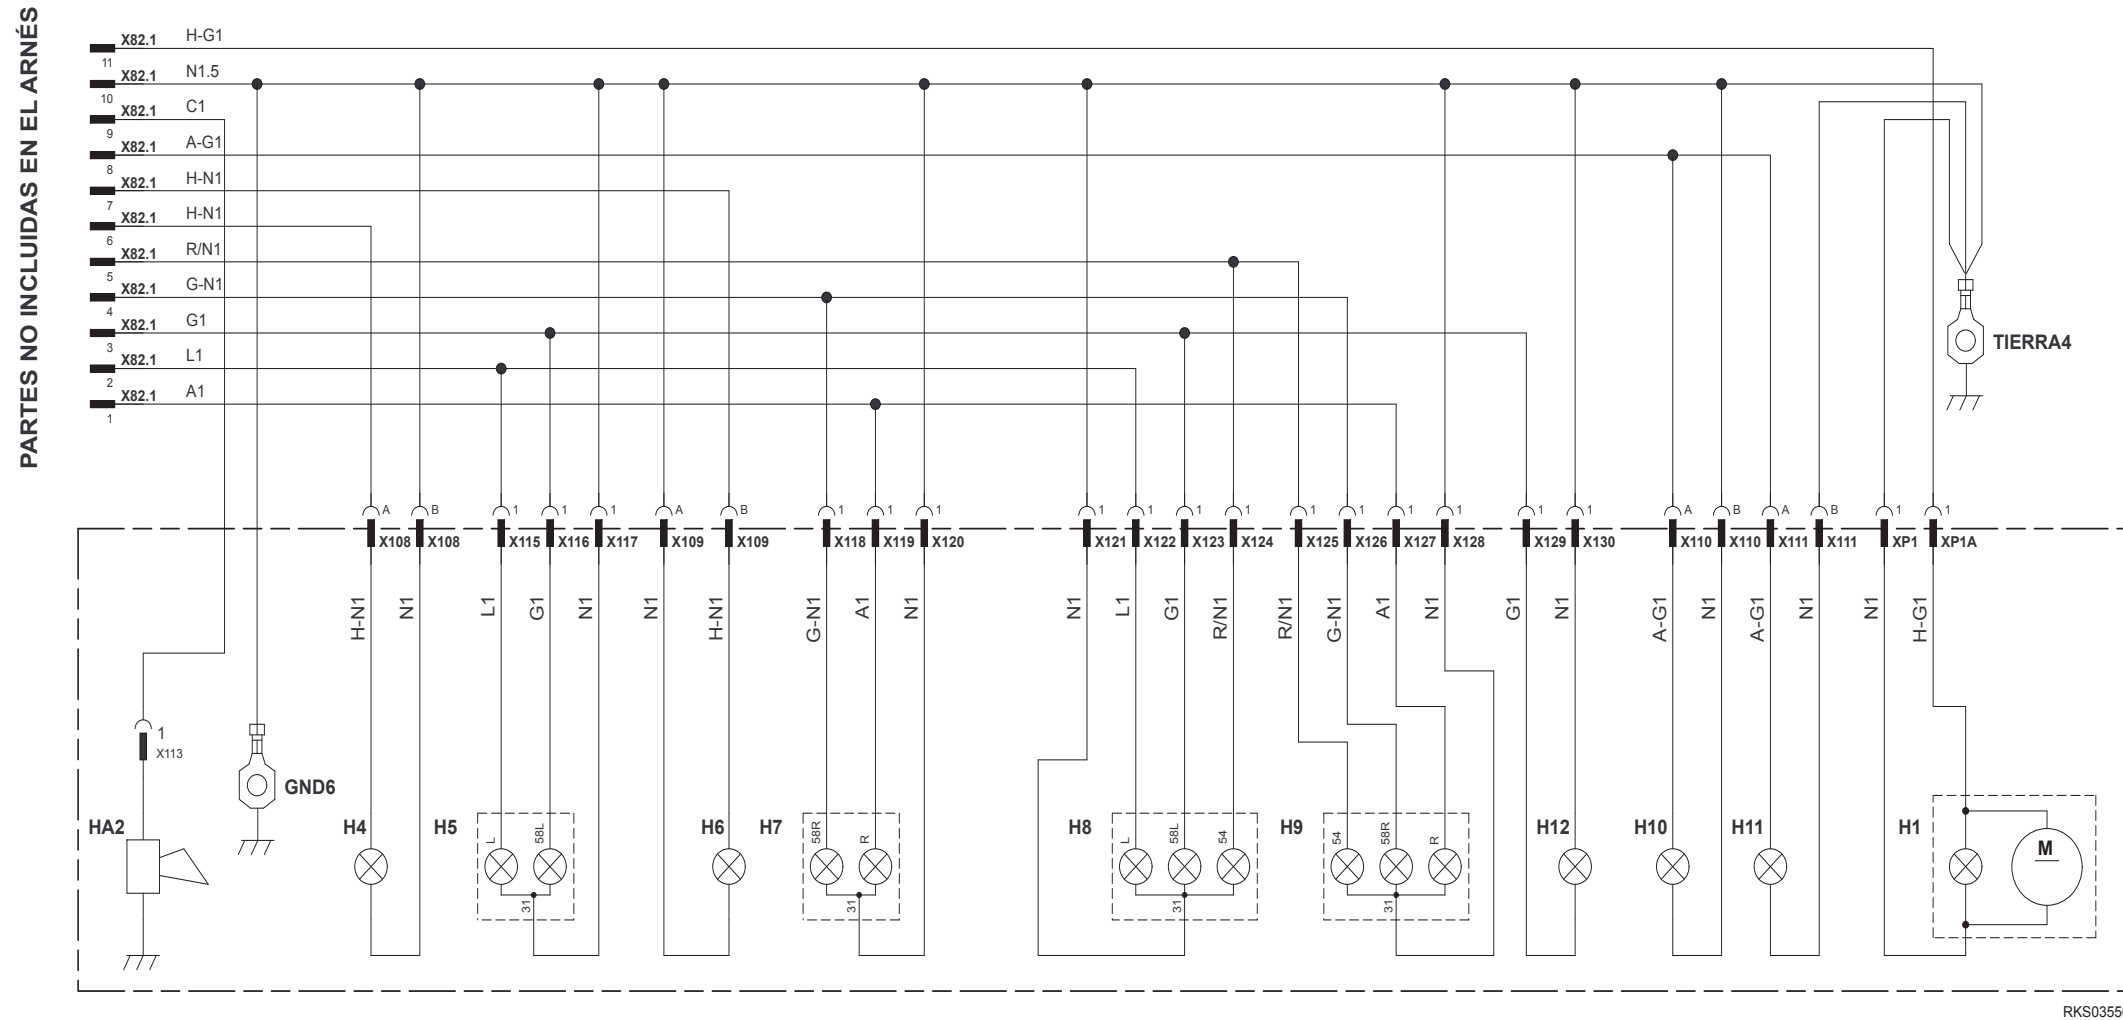 PARTES NO INCLUIDAS EN EL ARNÉS
X82.1 H-G1
11
X82.1 N1.5
10
X82.1 C1
9
X82.1 A-G1
8
X82.1 H-N1
7
X82.1 H-N1
6
X82.1 R/N1
5
X82.1 G-N1
4
X82.1 G1
3
X82.1 L1
2
X82.1 A1
1
TIERRA4
A B 1 1 1 A B 1 1 1 1 1 1 1 1 1 1 1 1 1 A B A B 1 1
X108 X108 X115 X116 X117 X109 X109 X118 X119 X120 X121 X122 X123 X124 X125 X126 X127 X128 X129 X130 X110 X110 X111 X111 XP1 XP1A
H-N1 N1 L1 G1 N1 N1 H-N1 G-N1 A1 N1 N1 L1 G1 R/N1 R/N1 G-N1 A1 N1 G1 N1 A-G1 N1 A-G1 N1 N1 H-G1
1
X113
GND6
HA2 H4 H5 H6 H7 H8 H9 H12 H10 H11 H1
L 58L 58R R L 58L 54 54 58R R
M
31 31 31 31